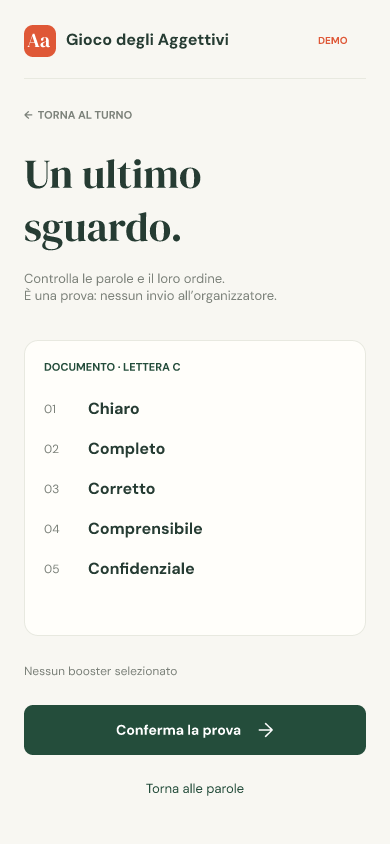 Aa Gioco degli Aggettivi DEMO
← TORNA AL TURNO
Un ultimo
sguardo.
Controlla le parole e il loro ordine.
È una prova: nessun invio all’organizzatore.
DOCUMENTO · LETTERA C
01 Chiaro
02 Completo
03 Corretto
04 Comprensibile
05 Confidenziale
Nessun booster selezionato
Conferma la prova →
Torna alle parole